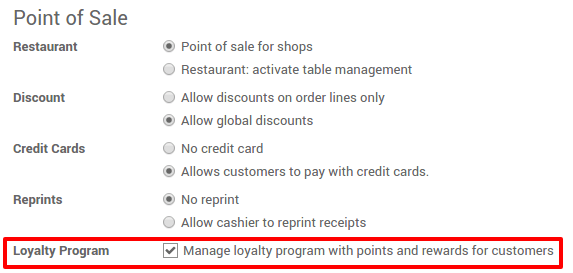 Point of Sale
Restaurant Point of sale for shops
Restaurant: activate table management
Discount Allow discounts on order lines only
Allow global discounts
Credit Cards No credit card
Allows customers to pay with credit cards.
Reprints No reprint
Allow cashier to reprint receipts
Loyalty Program Manage loyalty program with points and rewards for customers